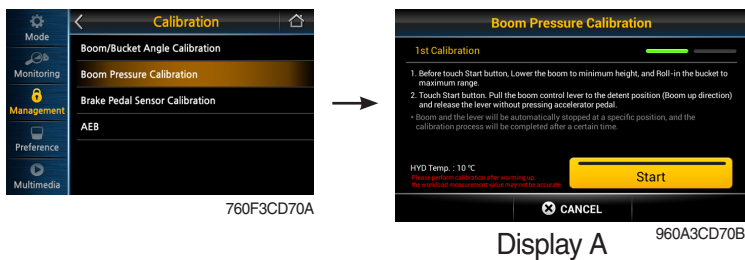 Calibration
Mode
Boom/Bucket Angle Calibration
Monitoring
Boom Pressure Calibration
Management
Brake Pedal Sensor Calibration
AEB
Preference
Multimedia
760F3CD70A
Boom Pressure Calibration
1st Calibration
1. Before touch Start button, Lower the boom to minimum height, and Roll-in the bucket to
maximum range.
2. Touch Start button. Pull the boom control lever to the detent position (Boom up direction)
and release the lever without pressing accelerator pedal.
* Boom and the lever will be automatically stopped at a specific position, and the
calibration process will be completed after a certain time.
HYD Temp. : 10 ℃
Please perform calibration after warming up.
the workload measurement value may not be accurate.
Start
CANCEL
Display A
960A3CD70B